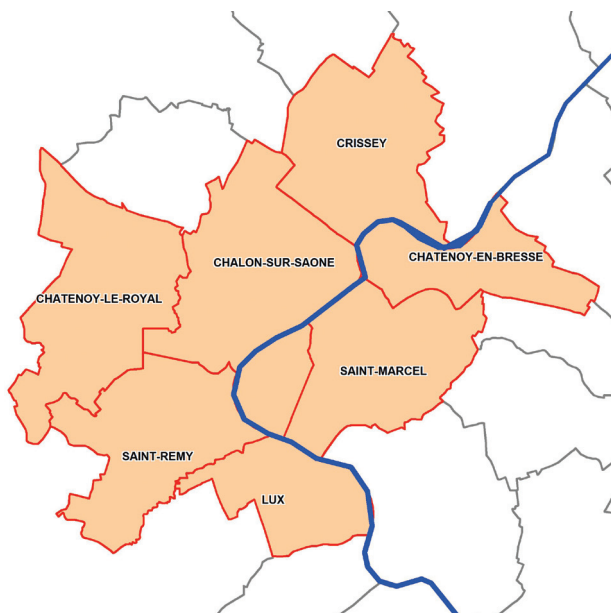 CRISSEY
CHALON-SUR-SAONE
CHATENOY-EN-BRESSE
CHATENOY-LE-ROYAL
SAINT-MARCEL
SAINT-REMY
LUX